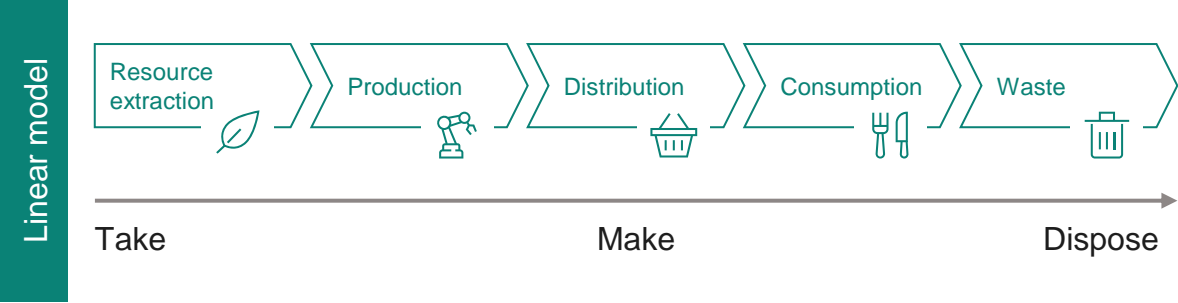 Linear model
Resource
extraction
Production
Distribution
Consumption
Waste
Take
Make
Dispose